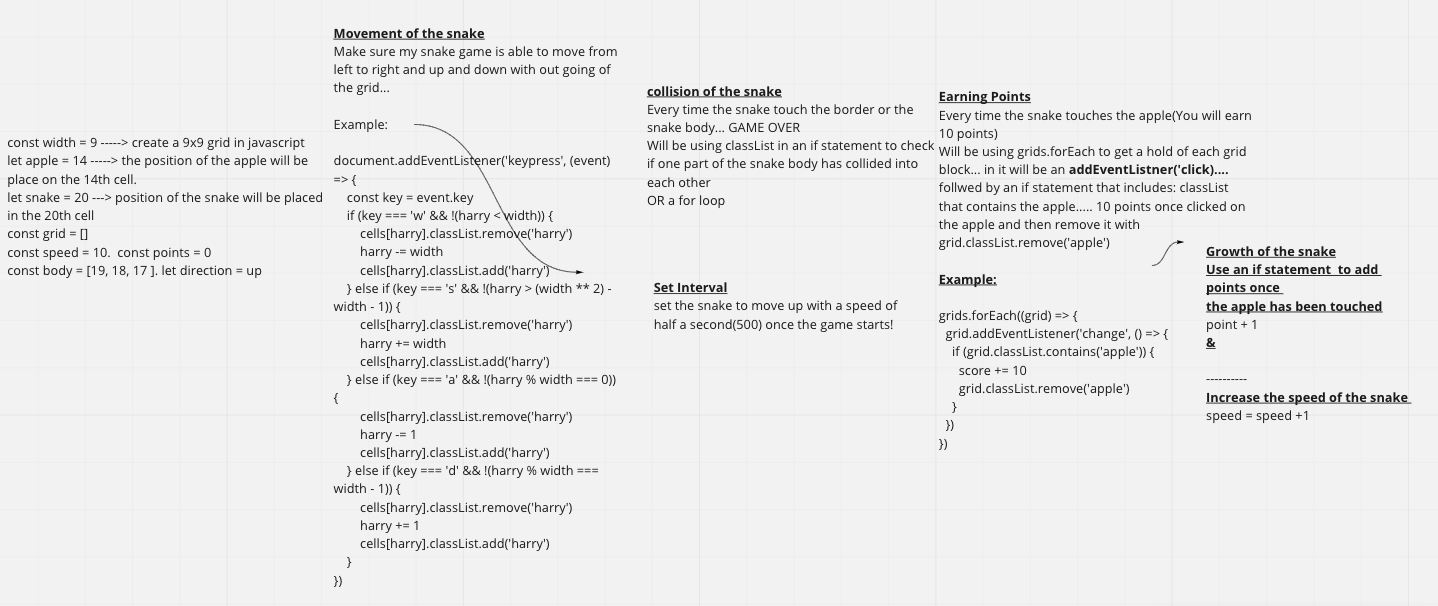 const width = 9 -----> create a 9x9 grid in javascript
let apple = 14 -----> the position of the apple will be
place on the 14th cell.
let snake = 20 ---> position of the snake will be placed
in the 20th cell
const grid = []
const speed = 10.  const points = 0
const body = [19, 18, 17 ]. let direction = up
Movement of the snake
Make sure my snake game is able to move from
left to right and up and down with out going of
the grid...
Example:
document.addEventListener('keypress', (event)
=> {
    const key = event.key
    if (key === 'w' && !(harry < width)) {
        cells[harry].classList.remove('harry')
        harry -= width
        cells[harry].classList.add('harry')
    } else if (key === 's' && !(harry > (width ** 2) -
width - 1)) {
        cells[harry].classList.remove('harry')
        harry += width
        cells[harry].classList.add('harry')
    } else if (key === 'a' && !(harry % width === 0))
{
        cells[harry].classList.remove('harry')
        harry -= 1
        cells[harry].classList.add('harry')
    } else if (key === 'd' && !(harry % width ===
width - 1)) {
        cells[harry].classList.remove('harry')
        harry += 1
        cells[harry].classList.add('harry')
    }
})
collision of the snake
Every time the snake touch the border or the
snake body... GAME OVER
Will be using classList in an if statement to check
if one part of the snake body has collided into
each other
OR a for loop
Set Interval
set the snake to move up with a speed of
half a second(500) once the game starts!
Earning Points
Every time the snake touches the apple(You will earn
10 points)
Will be using grids.forEach to get a hold of each grid
block... in it will be an addEventListner('click)....
follwed by an if statement that includes: classList
that contains the apple..... 10 points once clicked on
the apple and then remove it with
grid.classList.remove('apple')
Example:
grids.forEach((grid) => {
  grid.addEventListener('change', () => {
    if (grid.classList.contains('apple')) {
      score += 10
      grid.classList.remove('apple')
    }
  })
})
Growth of the snake
Use an if statement  to add
points once
the apple has been touched
point + 1
&
----------
Increase the speed of the snake
speed = speed +1